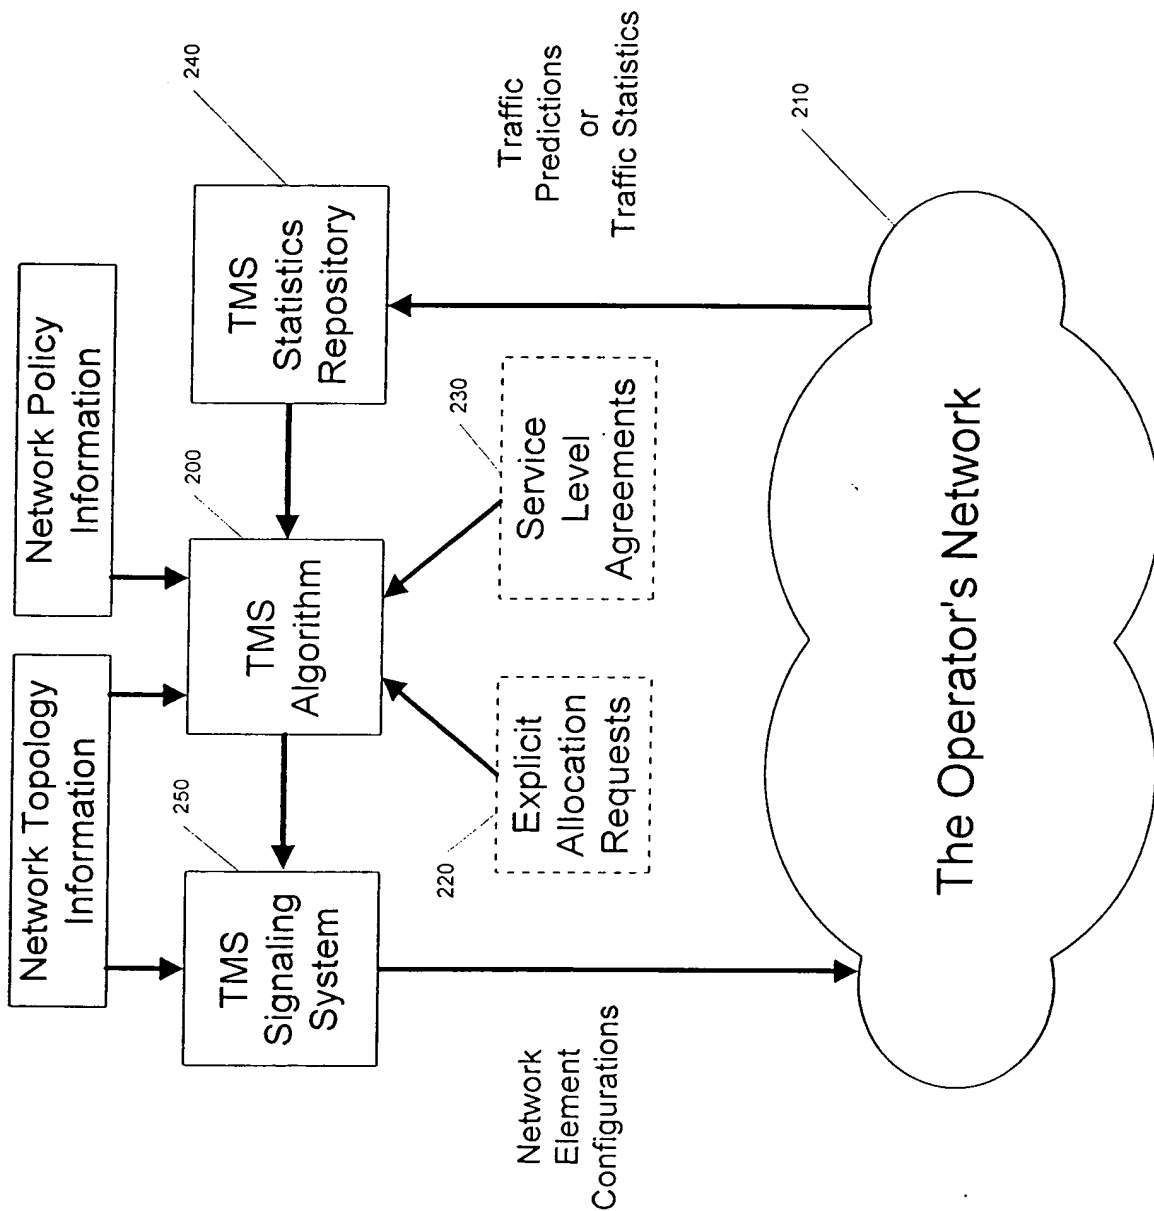 Network Topology
Information
Network Policy
Information
250
TMS
Signaling
System
200
TMS
Algorithm
240
TMS
Statistics
Repository
220
Explicit
Allocation
Requests
230
Service
Level
Agreements
Network
Element
Configurations
Traffic
Predictions
or
Traffic Statistics
210
The Operator's Network